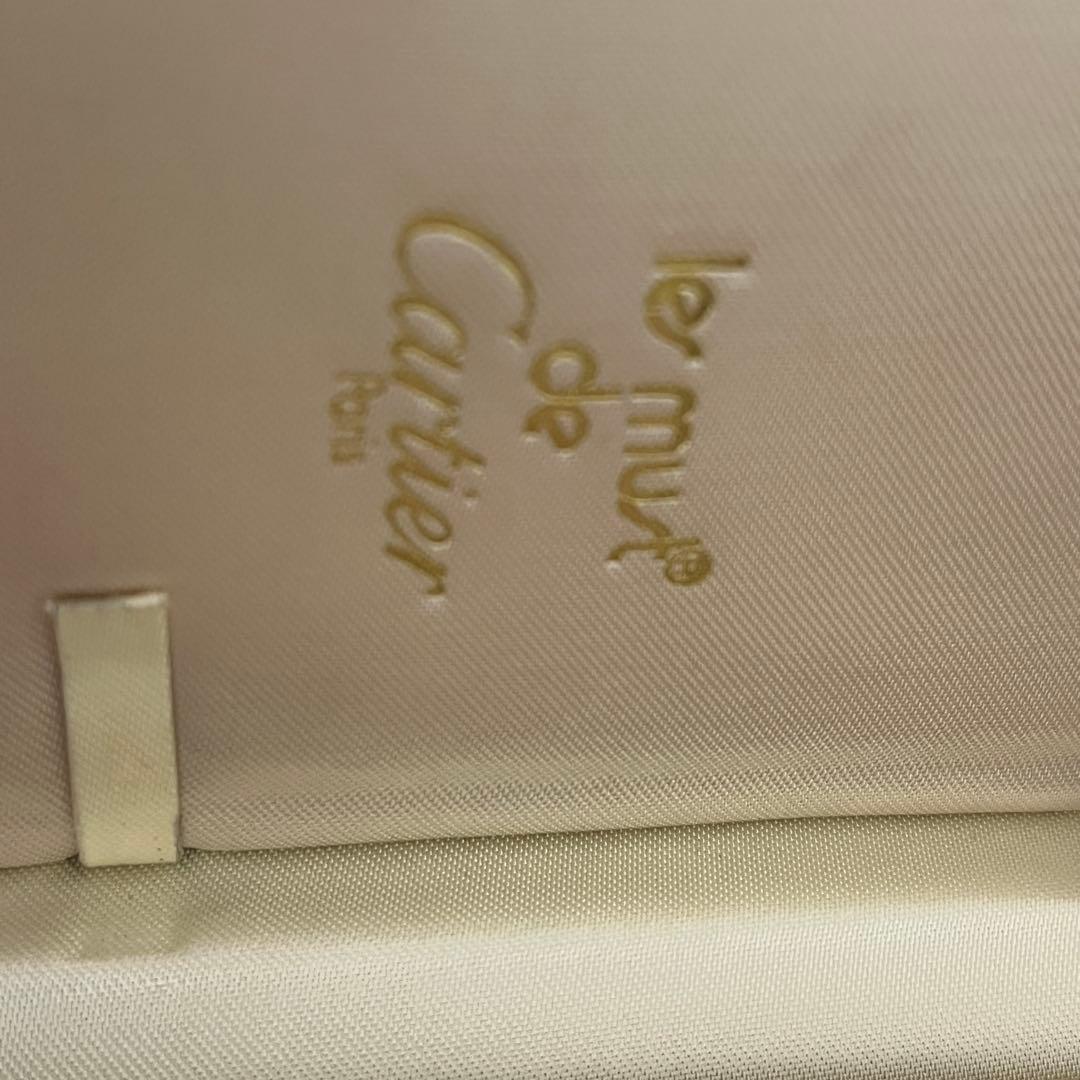 les must®
de
Cartier
Paris